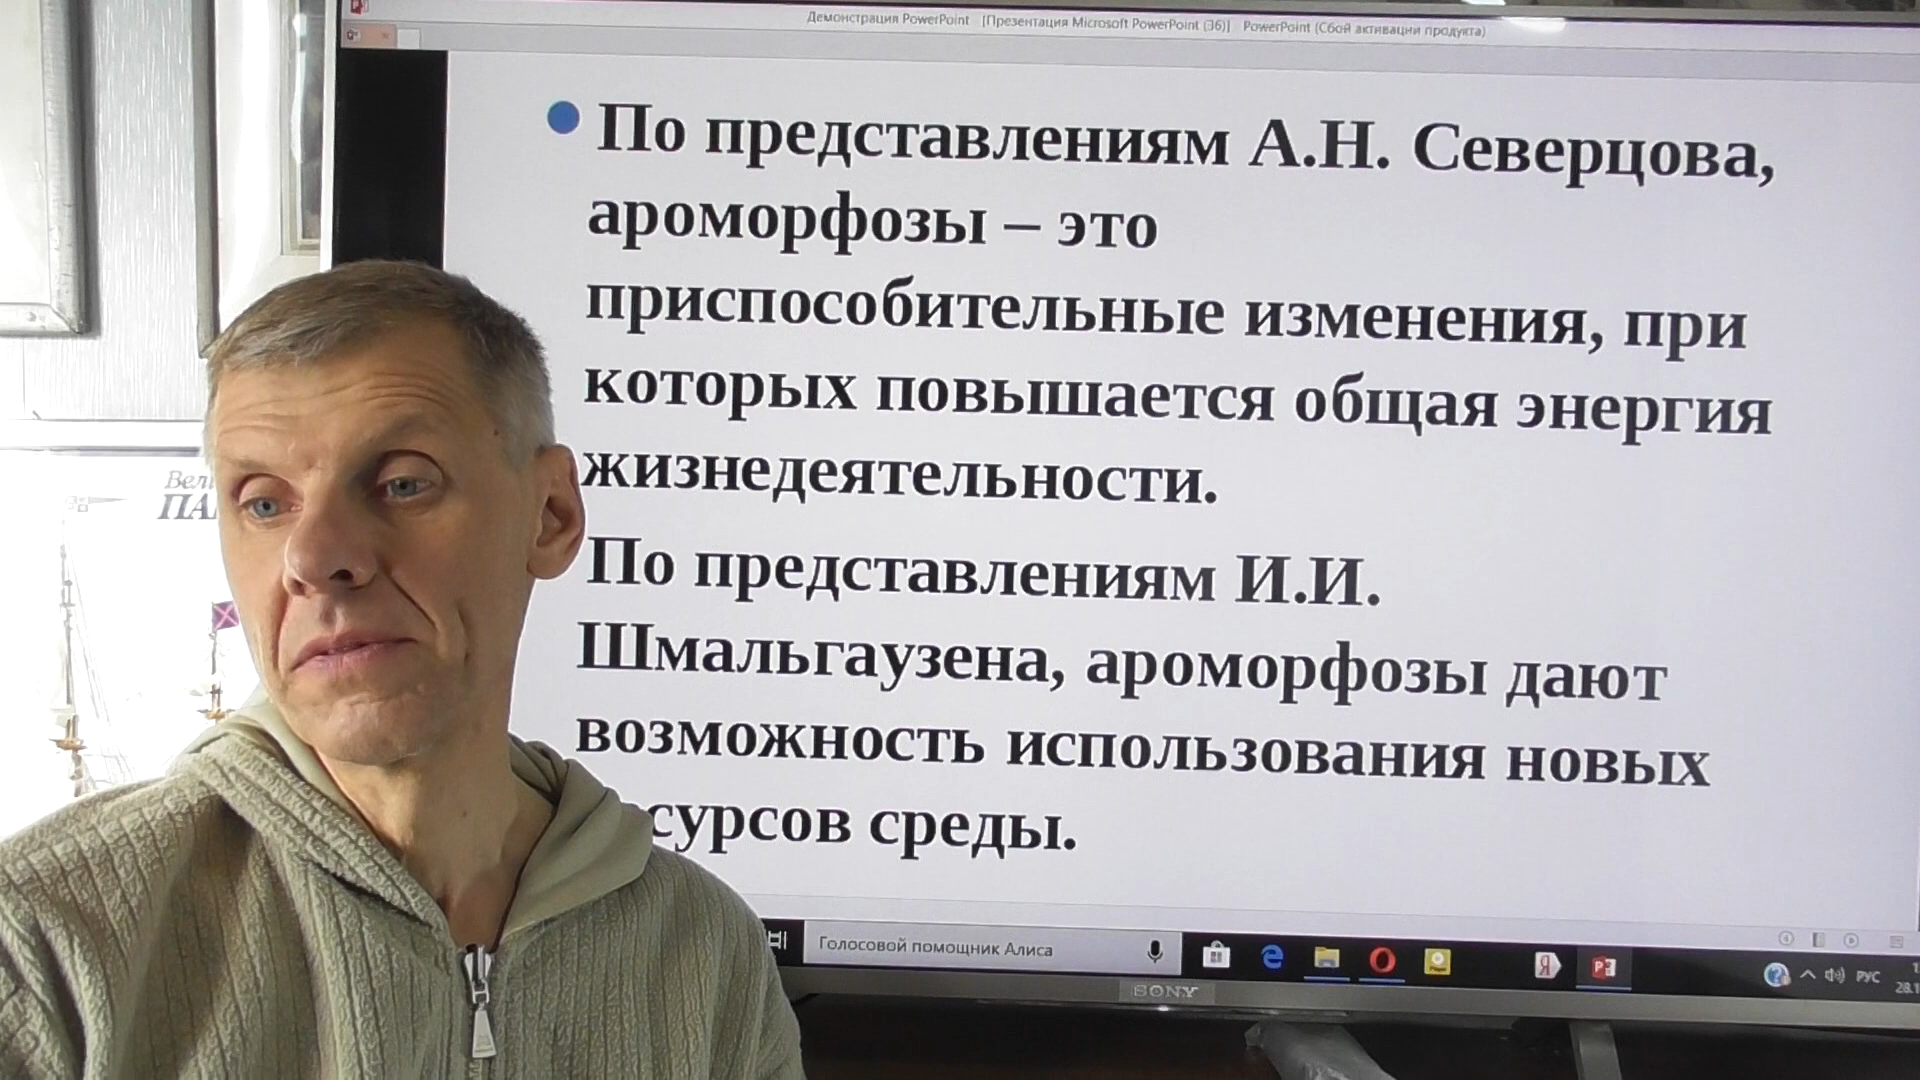 Демонстрация PowerPoint [Презентация Microsoft PowerPoint (36)] PowerPoint (Сбой активации продукта)
По представлениям А.Н. Северцова,
ароморфозы – это
приспособительные изменения, при
которых повышается общая энергия
жизнедеятельности.
По представлениям И.И.
Шмальгаузена, ароморфозы дают
возможность использования новых
сурсов среды.
Голосовой помощник Алиса
РУС
SONY